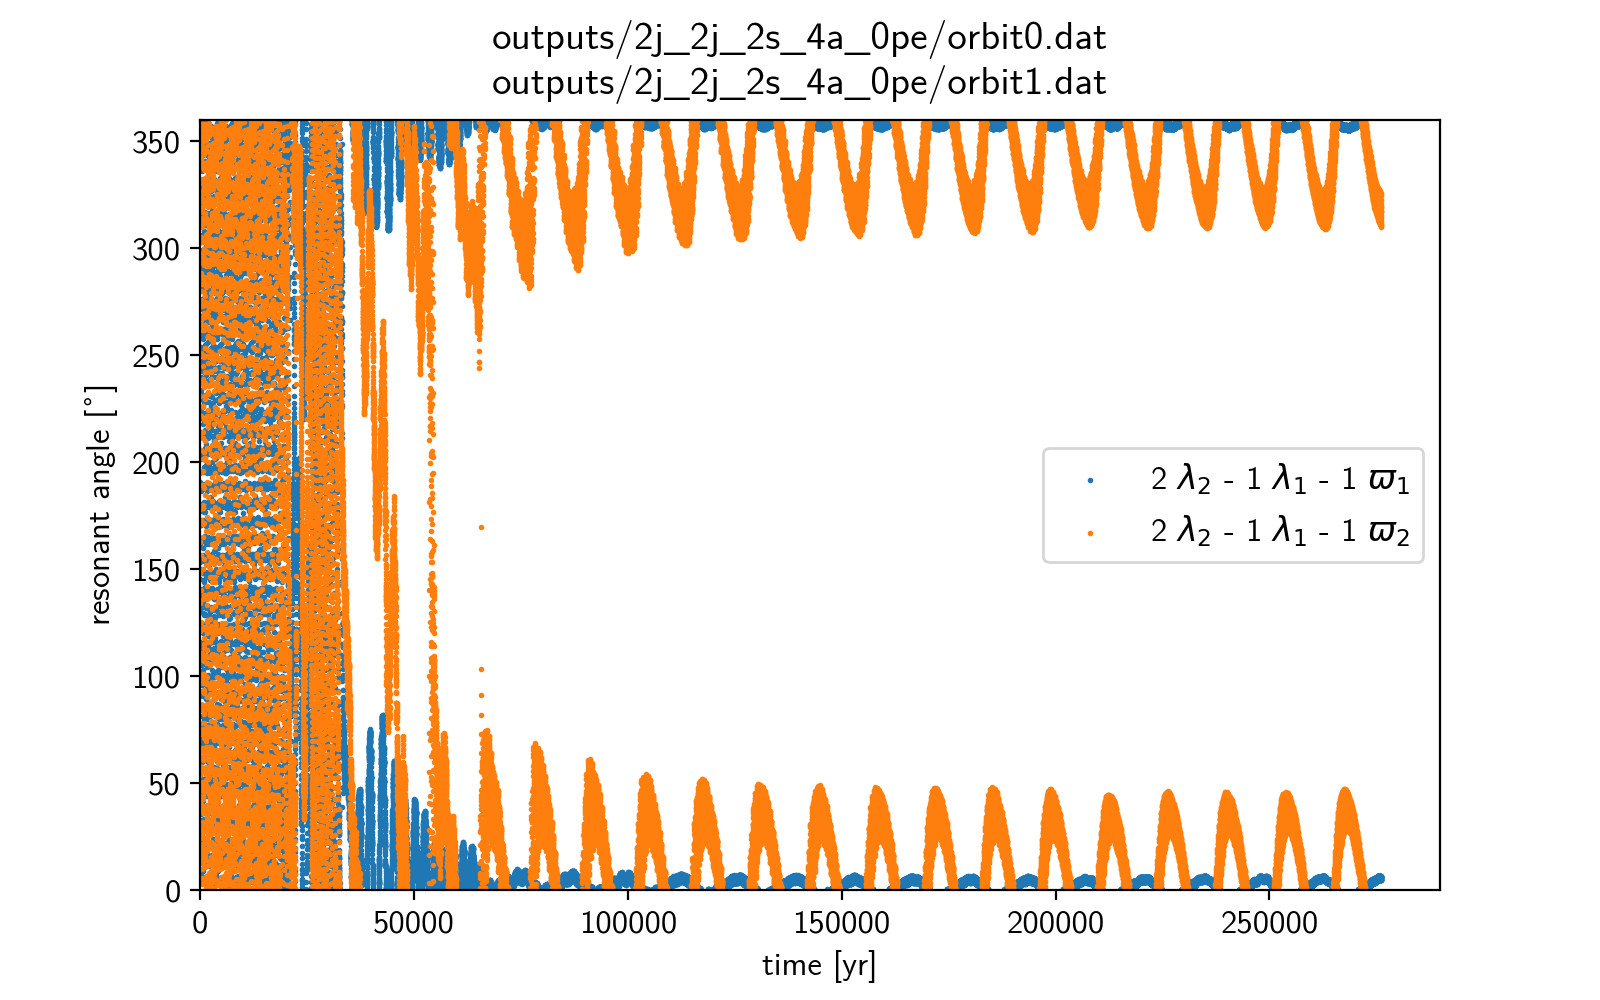 outputs/2j_2j_2s_4a_0pe/orbit0.dat
outputs/2j_2j_2s_4a_0pe/orbit1.dat
350
300
250
200
150
100
50
0
resonant angle [°]
2 λ₂ - 1 λ₁ - 1 ϖ₁
2 λ₂ - 1 λ₁ - 1 ϖ₂
0 50000 100000 150000 200000 250000
time [yr]